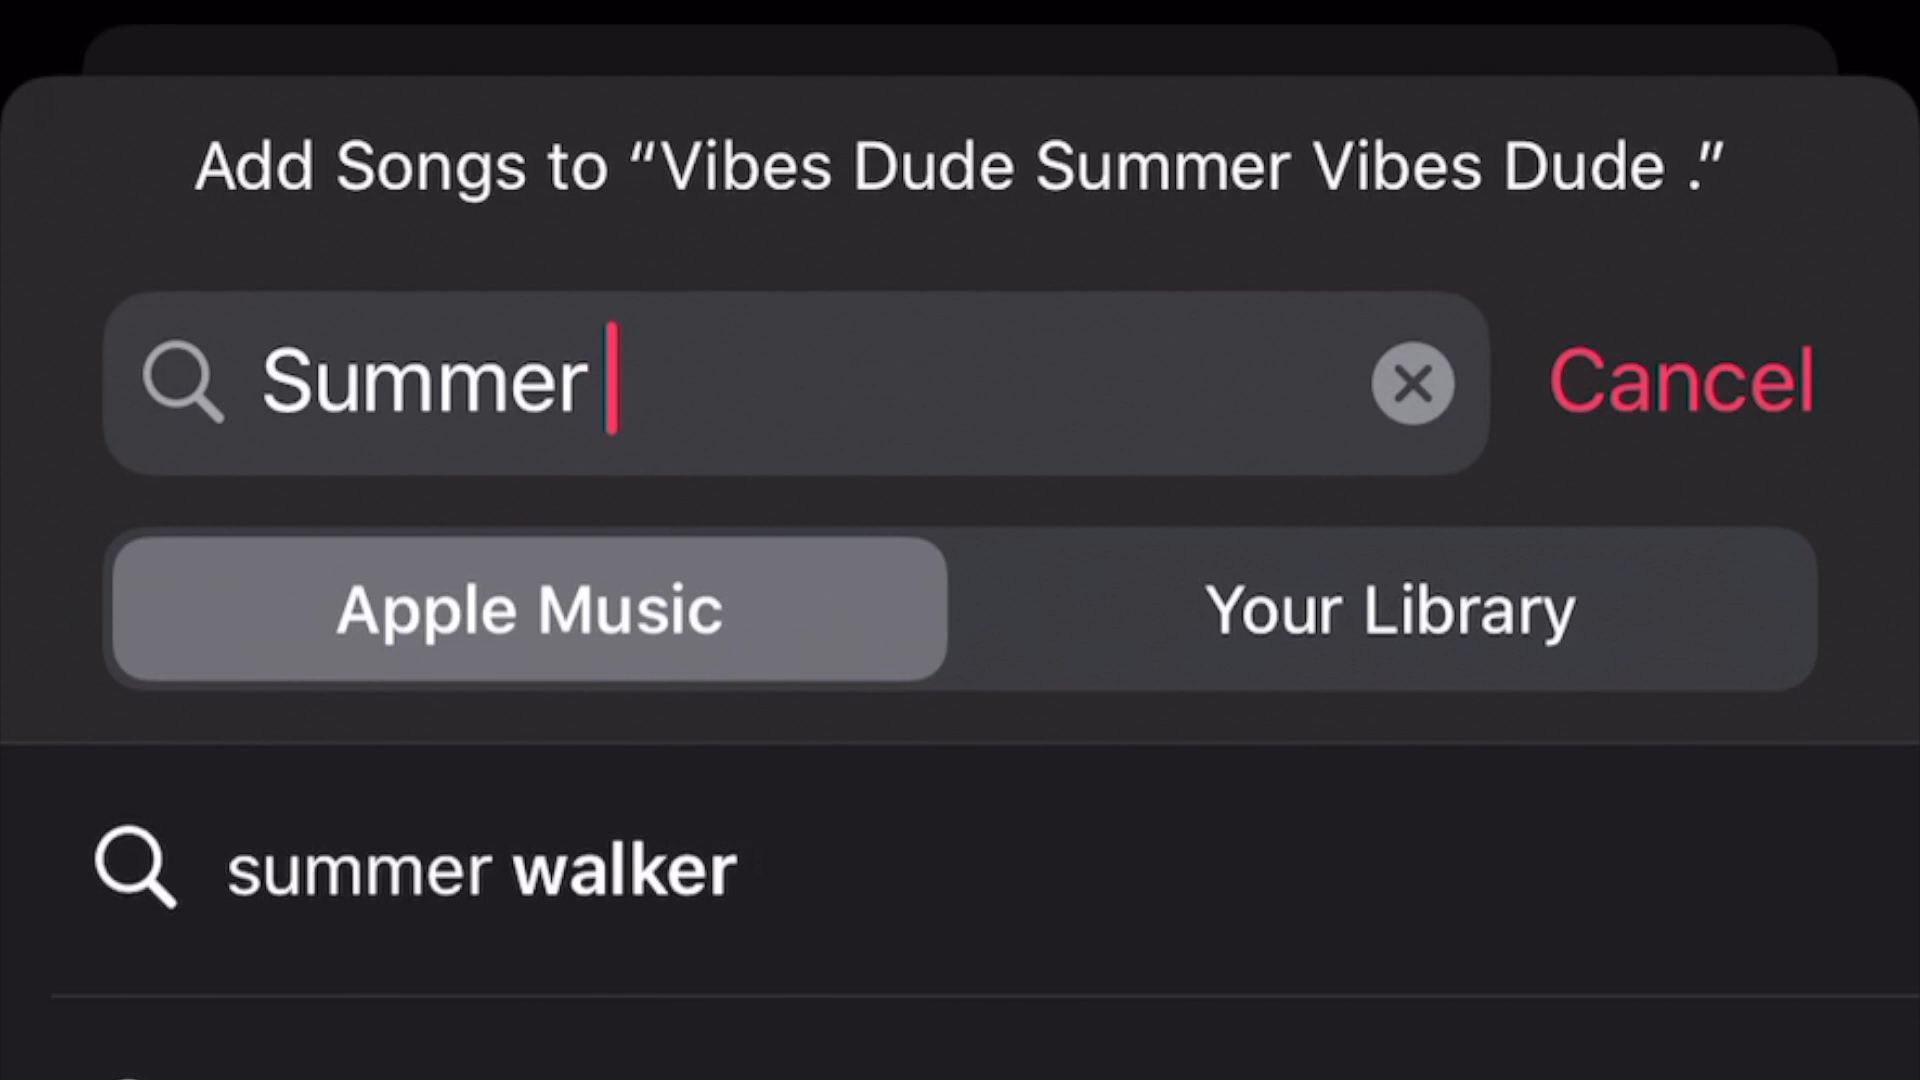 Add Songs to “Vibes Dude Summer Vibes Dude .”
Summer
Cancel
Apple Music
Your Library
summer walker